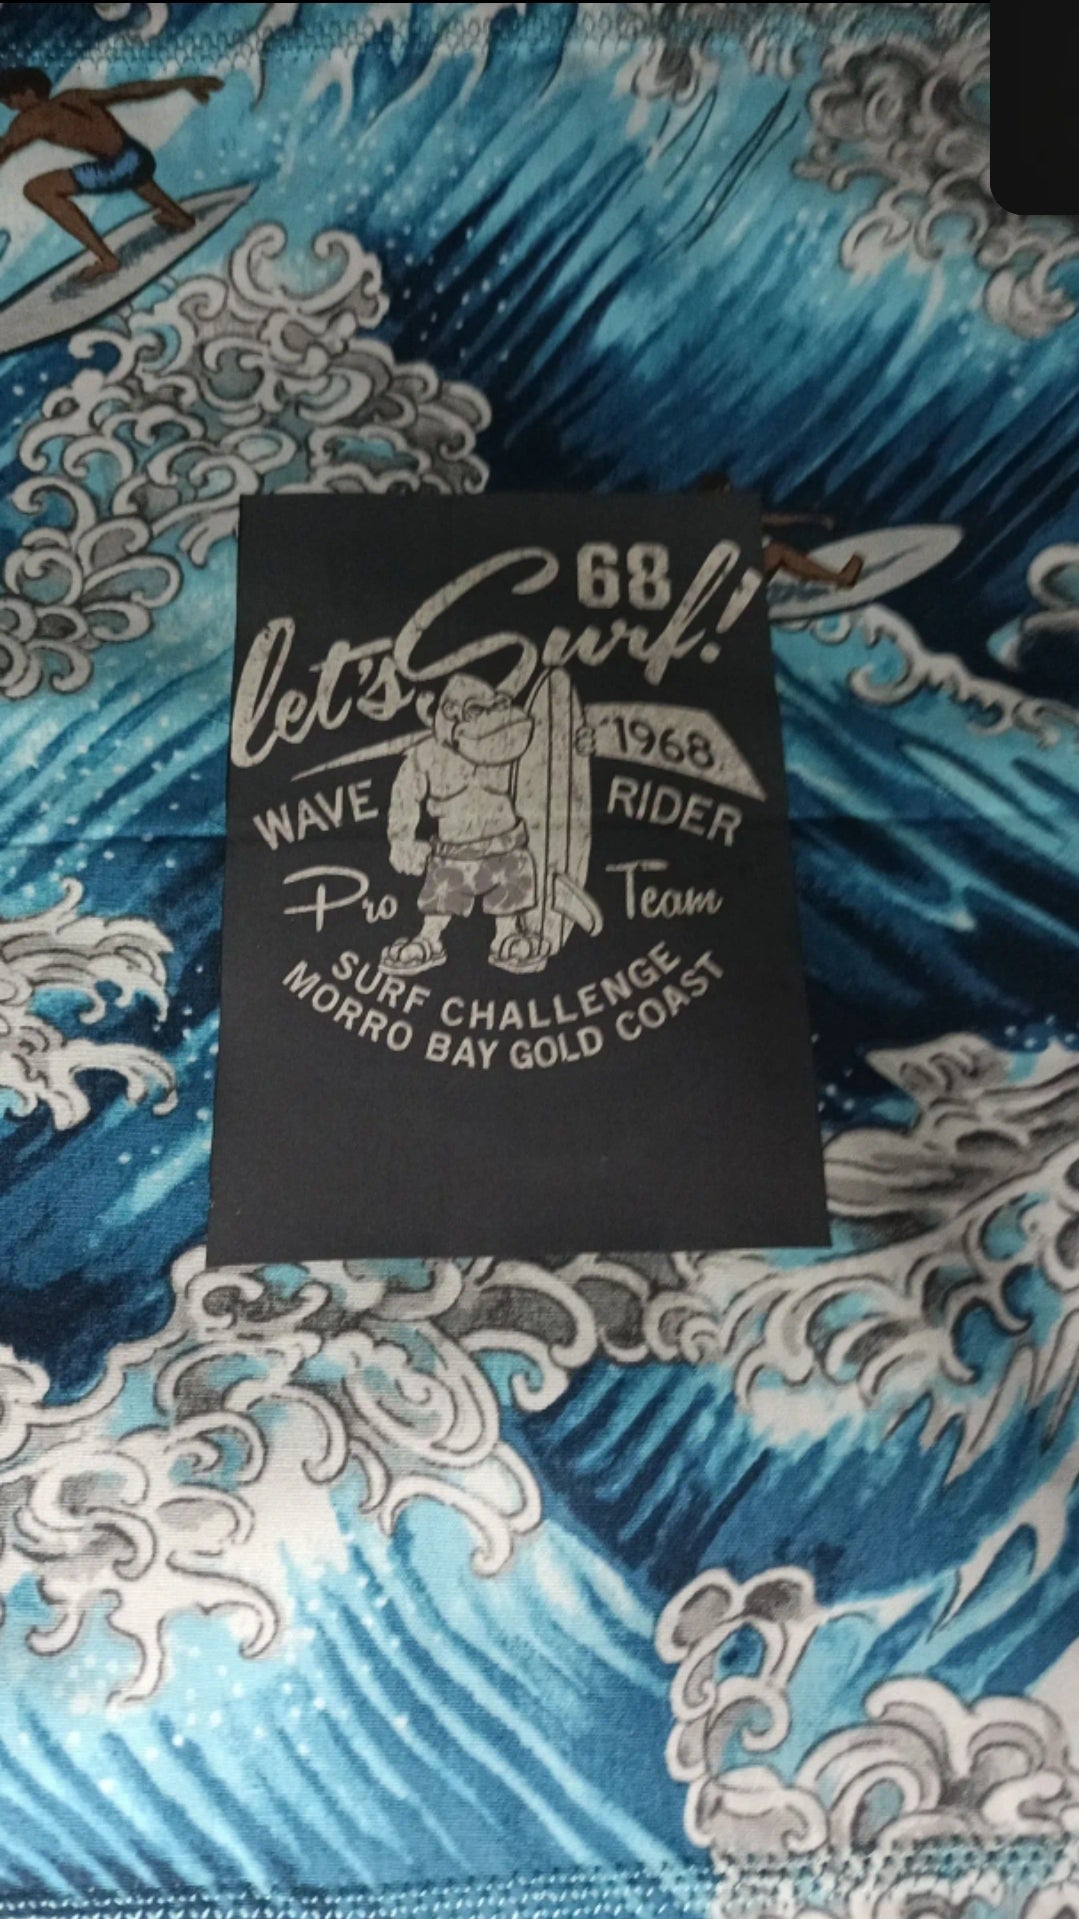 68
let's Surf!
1968
WAVE RIDER
Pro Team
SURF CHALLENGE
MORRO BAY GOLD COAST